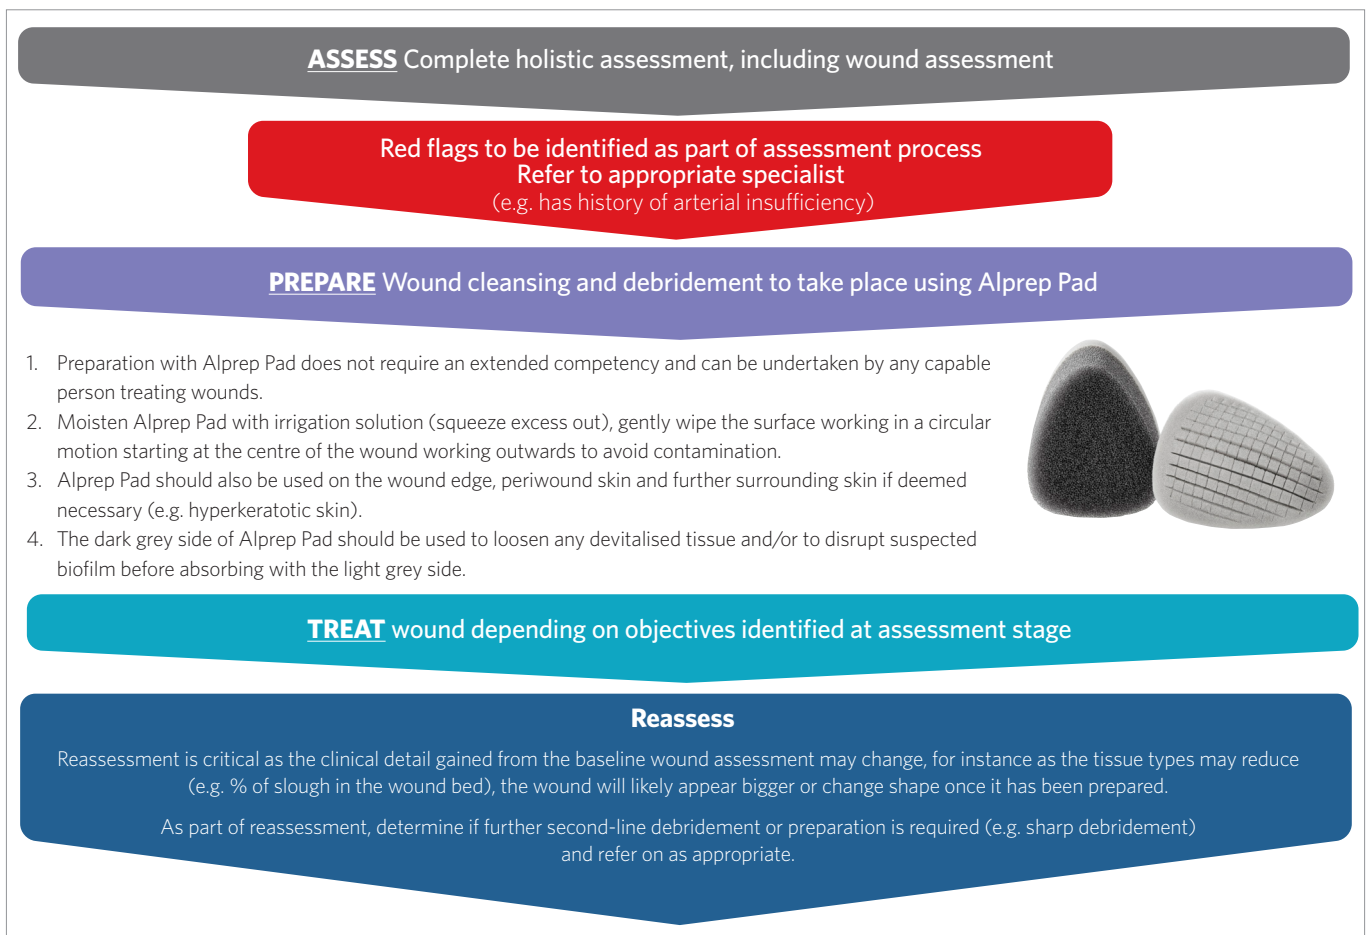 ASSESS Complete holistic assessment, including wound assessment
Red flags to be identified as part of assessment process
Refer to appropriate specialist
(e.g. has history of arterial insufficiency)
PREPARE Wound cleansing and debridement to take place using Alprep Pad
1. Preparation with Alprep Pad does not require an extended competency and can be undertaken by any capable
person treating wounds.
2. Moisten Alprep Pad with irrigation solution (squeeze excess out), gently wipe the surface working in a circular
motion starting at the centre of the wound working outwards to avoid contamination.
3. Alprep Pad should also be used on the wound edge, periwound skin and further surrounding skin if deemed
necessary (e.g. hyperkeratotic skin).
4. The dark grey side of Alprep Pad should be used to loosen any devitalised tissue and/or to disrupt suspected
biofilm before absorbing with the light grey side.
TREAT wound depending on objectives identified at assessment stage
Reassess
Reassessment is critical as the clinical detail gained from the baseline wound assessment may change, for instance as the tissue types may reduce
(e.g. % of slough in the wound bed), the wound will likely appear bigger or change shape once it has been prepared.
As part of reassessment, determine if further second-line debridement or preparation is required (e.g. sharp debridement)
and refer on as appropriate.